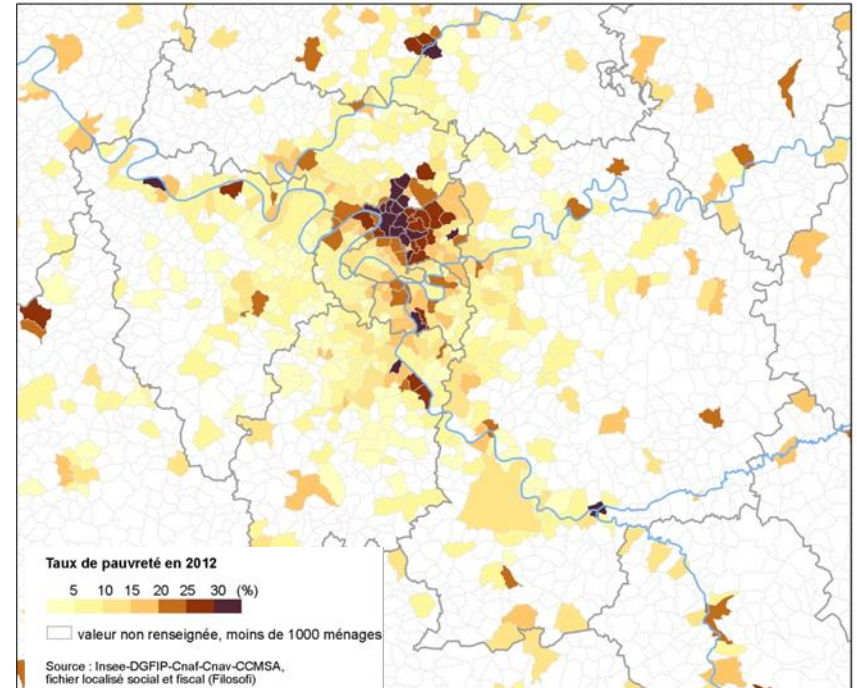 Taux de pauvreté en 2012
5 10 15 20 25 30 (%)
valeur non renseignée, moins de 1000 ménages
Source : Insee-DGFIP-Cnaf-Cnav-CCMSA,
fichier localisé social et fiscal (Filosofi)